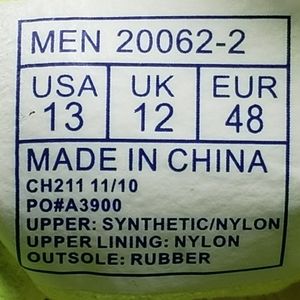 MEN 20062-2
USA UK EUR
13 12 48
MADE IN CHINA
CH211 11/10
PO#A3900
UPPER: SYNTHETIC/NYLON
UPPER LINING: NYLON
OUTSOLE: RUBBER